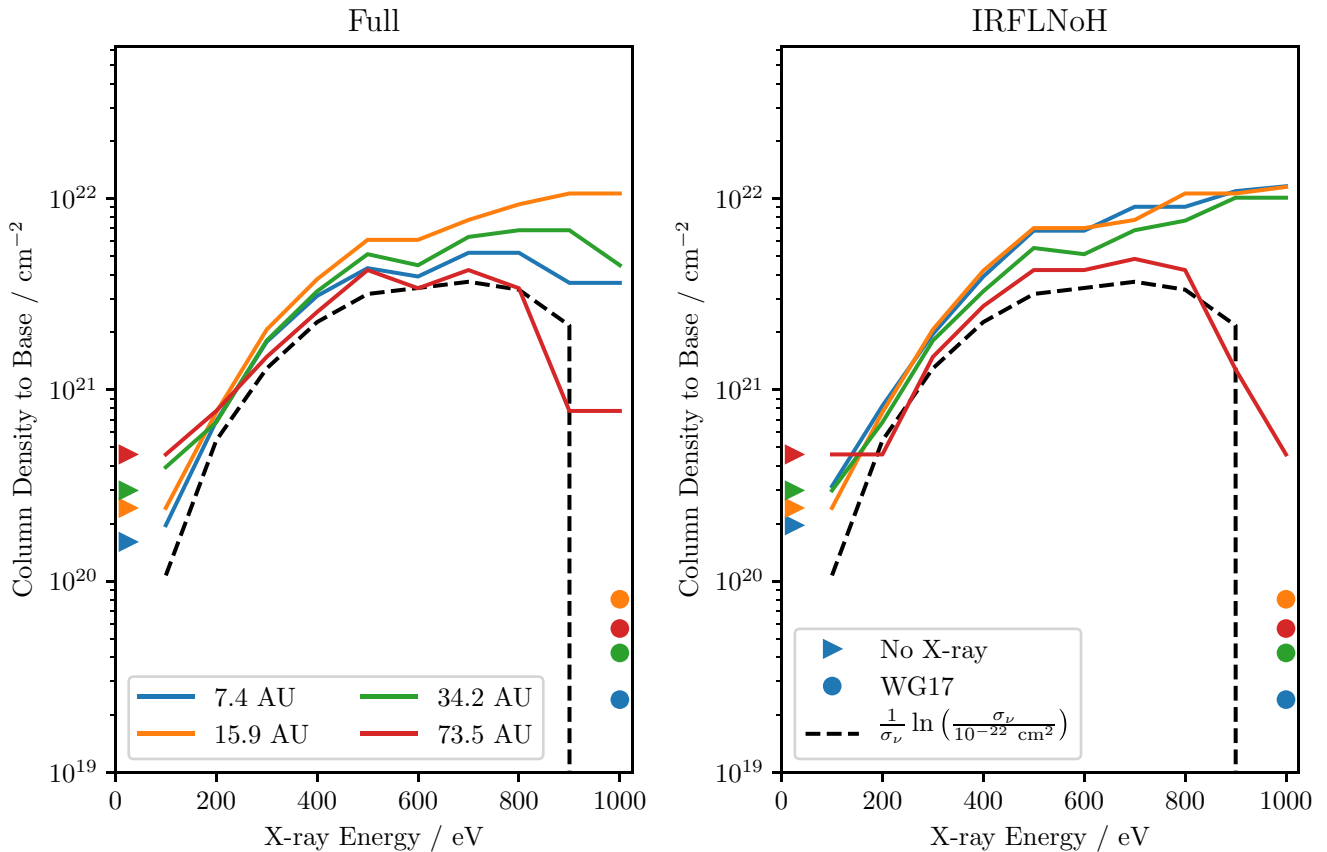 Full
IRFLNoH
Column Density to Base / cm⁻²
10²²
10²¹
10²⁰
10¹⁹
7.4 AU
34.2 AU
15.9 AU
73.5 AU
0 200 400 600 800 1000
X-ray Energy / eV
Column Density to Base / cm⁻²
10²²
10²¹
10²⁰
10¹⁹
No X-ray
WG17
1/σ_ν ln (σ_ν / 10⁻²² cm²)
0 200 400 600 800 1000
X-ray Energy / eV